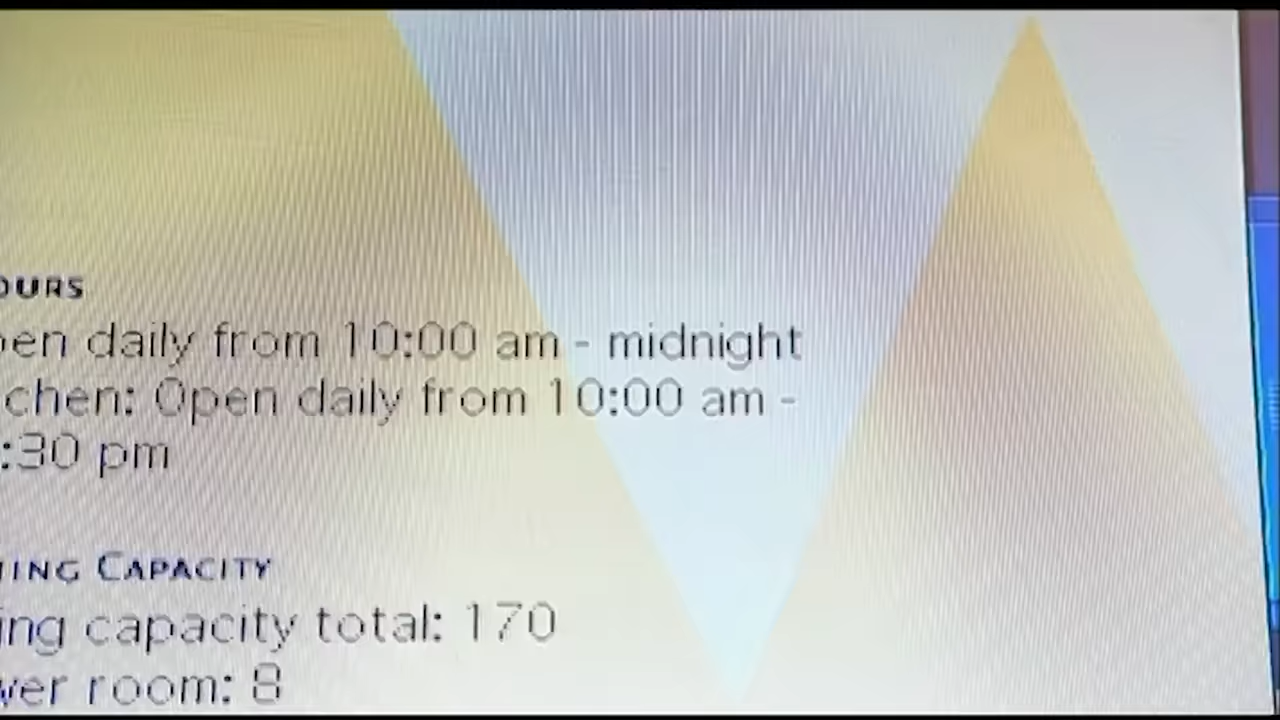 OURS
pen daily from 10:00 am - midnight
chen: Open daily from 10:00 am -
:30 pm
ING CAPACITY
ing capacity total: 170
wer room: 8